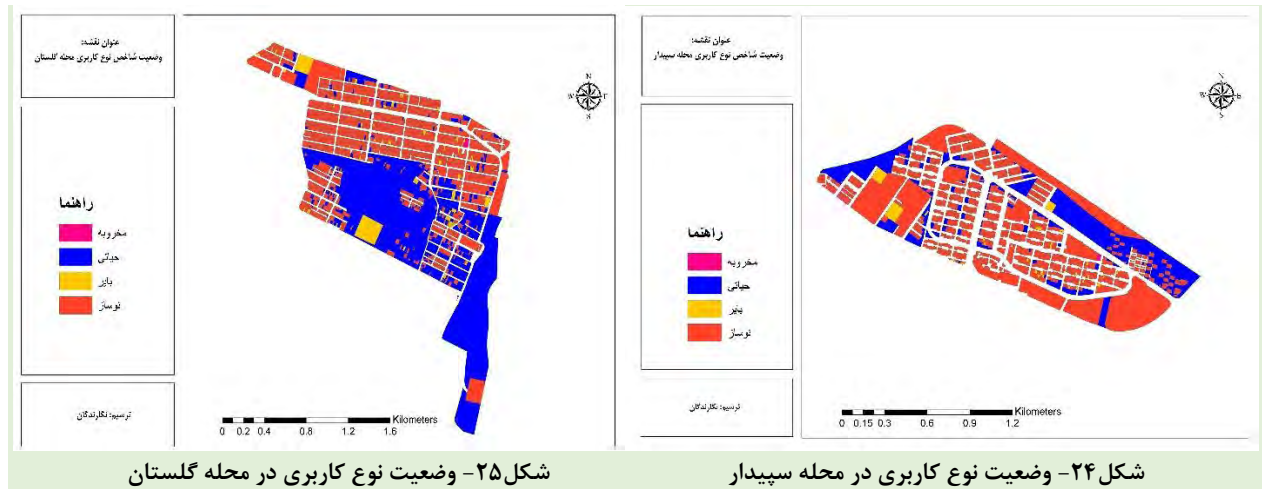 عنوان نقشه:
وضعیت شاخص نوع کاربری محله سپیدار
N
W E
S
راهنما
مخروبه
حیاتی
بایر
نوساز
ترسیم: نگارندگان
Kilometers
0 0.15 0.3 0.6 0.9 1.2
شکل۲۴- وضعیت نوع کاربری در محله سپیدار
عنوان نقشه:
وضعیت شاخص نوع کاربری محله گلستان
N
W E
S
راهنما
مخروبه
حیاتی
بایر
نوساز
ترسیم: نگارندگان
Kilometers
0 0.2 0.4 0.8 1.2 1.6
شکل۲۵- وضعیت نوع کاربری در محله گلستان